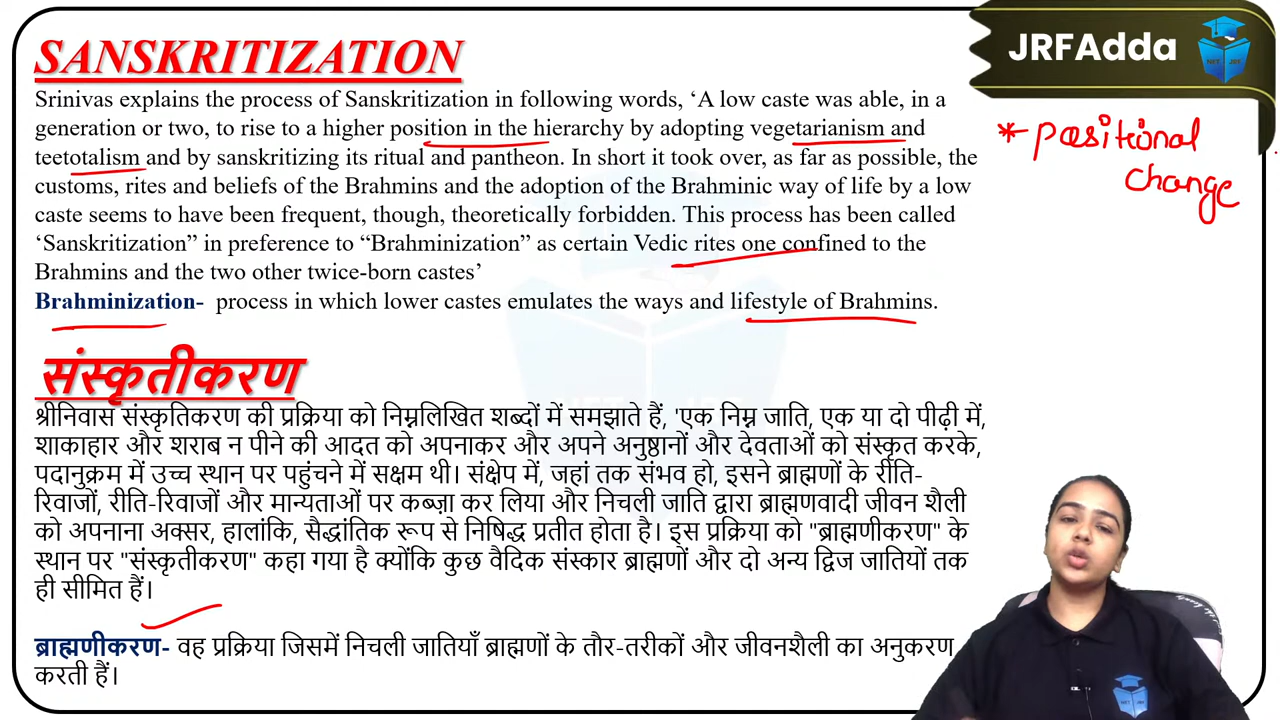 SANSKRITIZATION
JRFAdda
Srinivas explains the process of Sanskritization in following words, ‘A low caste was able, in a
generation or two, to rise to a higher position in the hierarchy by adopting vegetarianism and
teetotalism and by sanskritizing its ritual and pantheon. In short it took over, as far as possible, the
customs, rites and beliefs of the Brahmins and the adoption of the Brahminic way of life by a low
caste seems to have been frequent, though, theoretically forbidden. This process has been called
‘Sanskritization” in preference to “Brahminization” as certain Vedic rites one confined to the
Brahmins and the two other twice-born castes’
Brahminization- process in which lower castes emulates the ways and lifestyle of Brahmins.
* positional
change
संस्कृतीकरण
श्रीनिवास संस्कृतिकरण की प्रक्रिया को निम्नलिखित शब्दों में समझाते हैं, 'एक निम्न जाति, एक या दो पीढ़ी में,
शाकाहार और शराब न पीने की आदत को अपनाकर और अपने अनुष्ठानों और देवताओं को संस्कृत करके,
पदानुक्रम में उच्च स्थान पर पहुंचने में सक्षम थी। संक्षेप में, जहां तक संभव हो, इसने ब्राह्मणों के रीति-
रिवाजों, रीति-रिवाजों और मान्यताओं पर कब्ज़ा कर लिया और निचली जाति द्वारा ब्राह्मणवादी जीवन शैली
को अपनाना अक्सर, हालांकि, सैद्धांतिक रूप से निषिद्ध प्रतीत होता है। इस प्रक्रिया को "ब्राह्मणीकरण" के
स्थान पर "संस्कृतीकरण" कहा गया है क्योंकि कुछ वैदिक संस्कार ब्राह्मणों और दो अन्य द्विज जातियों तक
ही सीमित हैं।
ब्राह्मणीकरण- वह प्रक्रिया जिसमें निचली जातियाँ ब्राह्मणों के तौर-तरीकों और जीवनशैली का अनुकरण
करती हैं।